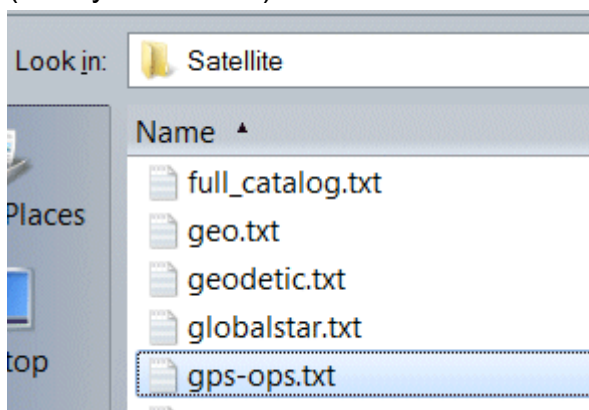 Look in:
Satellite
Name
full_catalog.txt
Places
geo.txt
geodetic.txt
globalstar.txt
top
gps-ops.txt